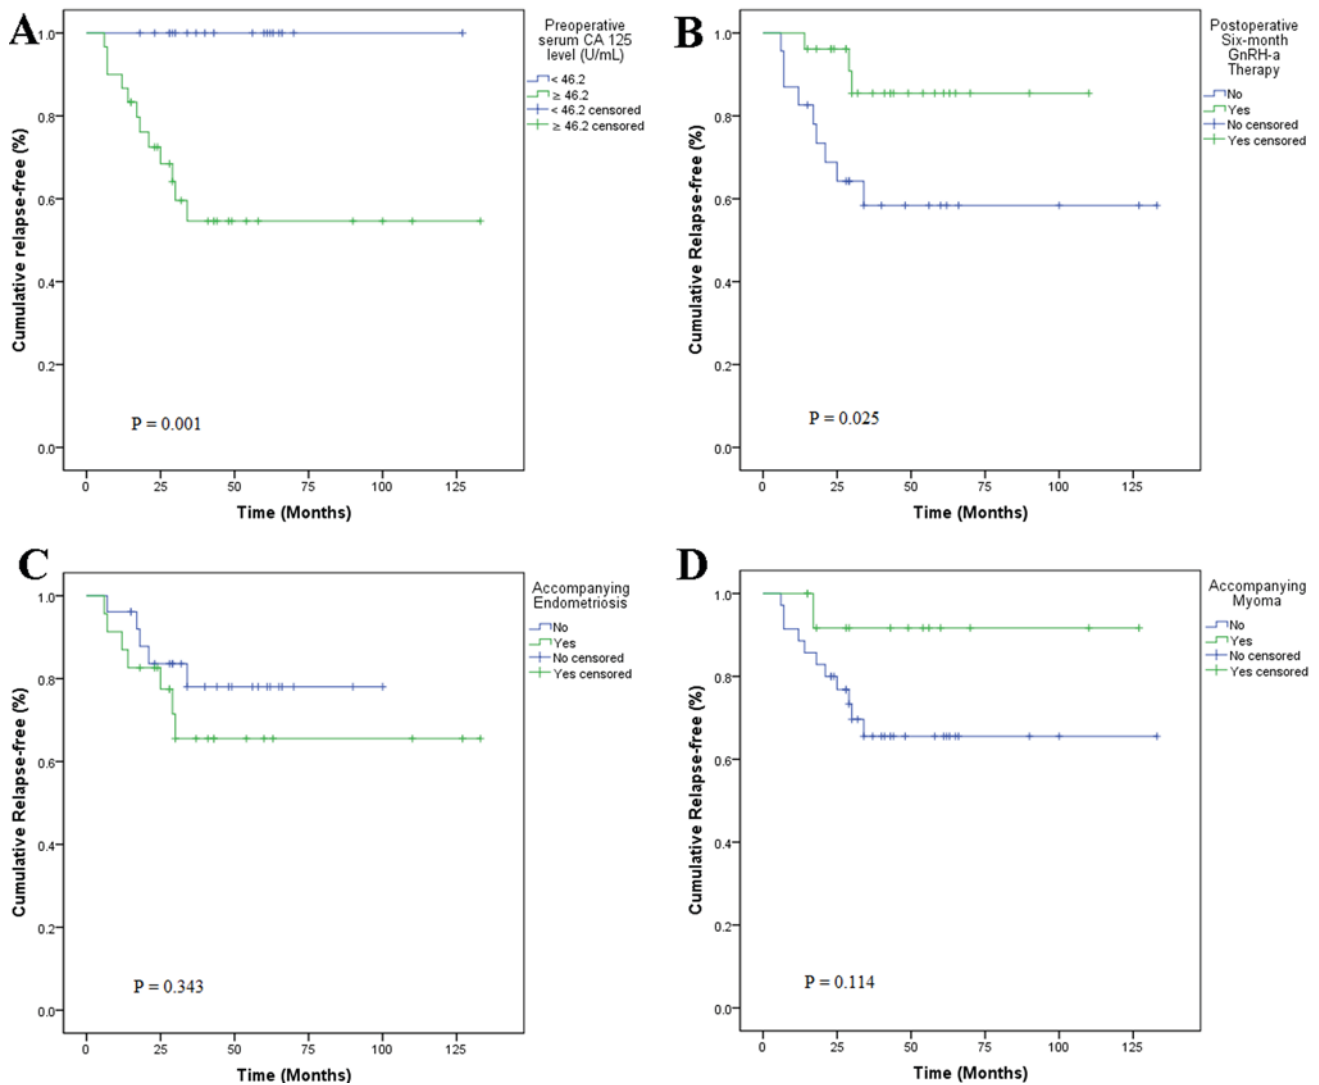 A
Cumulative relapse-free (%)
1.0
0.8
0.6
0.4
0.2
0.0
P = 0.001
0 25 50 75 100 125
Time (Months)
Preoperative
serum CA 125
level (U/mL)
< 46.2
≥ 46.2
< 46.2 censored
≥ 46.2 censored
B
Cumulative Relapse-free (%)
1.0
0.8
0.6
0.4
0.2
0.0
P = 0.025
0 25 50 75 100 125
Time (Months)
Postoperative
Six-month
GnRH-a
Therapy
No
Yes
No censored
Yes censored
C
Cumulative Relapse-free (%)
1.0
0.8
0.6
0.4
0.2
0.0
P = 0.343
0 25 50 75 100 125
Time (Months)
Accompanying
Endometriosis
No
Yes
No censored
Yes censored
D
Cumulative Relapse-free (%)
1.0
0.8
0.6
0.4
0.2
0.0
P = 0.114
0 25 50 75 100 125
Time (Months)
Accompanying
Myoma
No
Yes
No censored
Yes censored